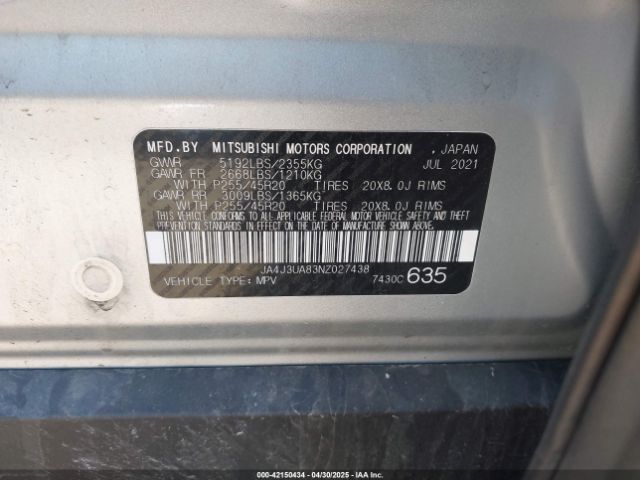 MFD.BY MITSUBISHI MOTORS CORPORATION . JAPAN
GWVR 5192LBS/2355KG JUL 2021
GAWR FR 2668LBS/1210KG
WITH P255/45R20 TIRES 20X8.0J RIMS
GAWR RR 3009LBS/1365KG
WITH P255/45R20 TIRES 20X8.0J RIMS
THIS VEHICLE CONFORMS TO ALL APPLICABLE FEDERAL MOTOR VEHICLE SAFETY AND
THEFT PREVENTION STANDARDS IN EFFECT ON THE DATE OF MANUFACTURE SHOWN ABOVE.
JA4J3UA83NZ027438
VEHICLE TYPE: MPV 7430C 635
000-42150434 - 04/30/2025 - IAAI.COM